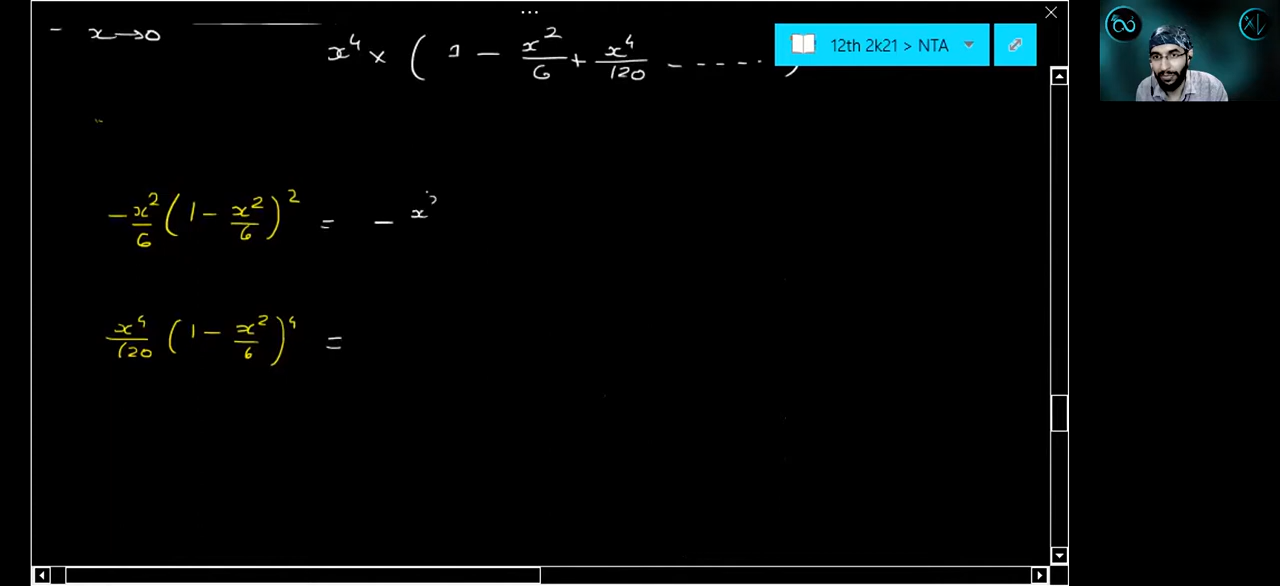 ...
- x→0 x⁴ × ( 1 - x²/6 + x⁴/120 - ----- )
12th 2k21 > NTA
-x²/6 (1 - x²/6)² = - x²
x⁴/120 (1 - x²/6)⁴ =